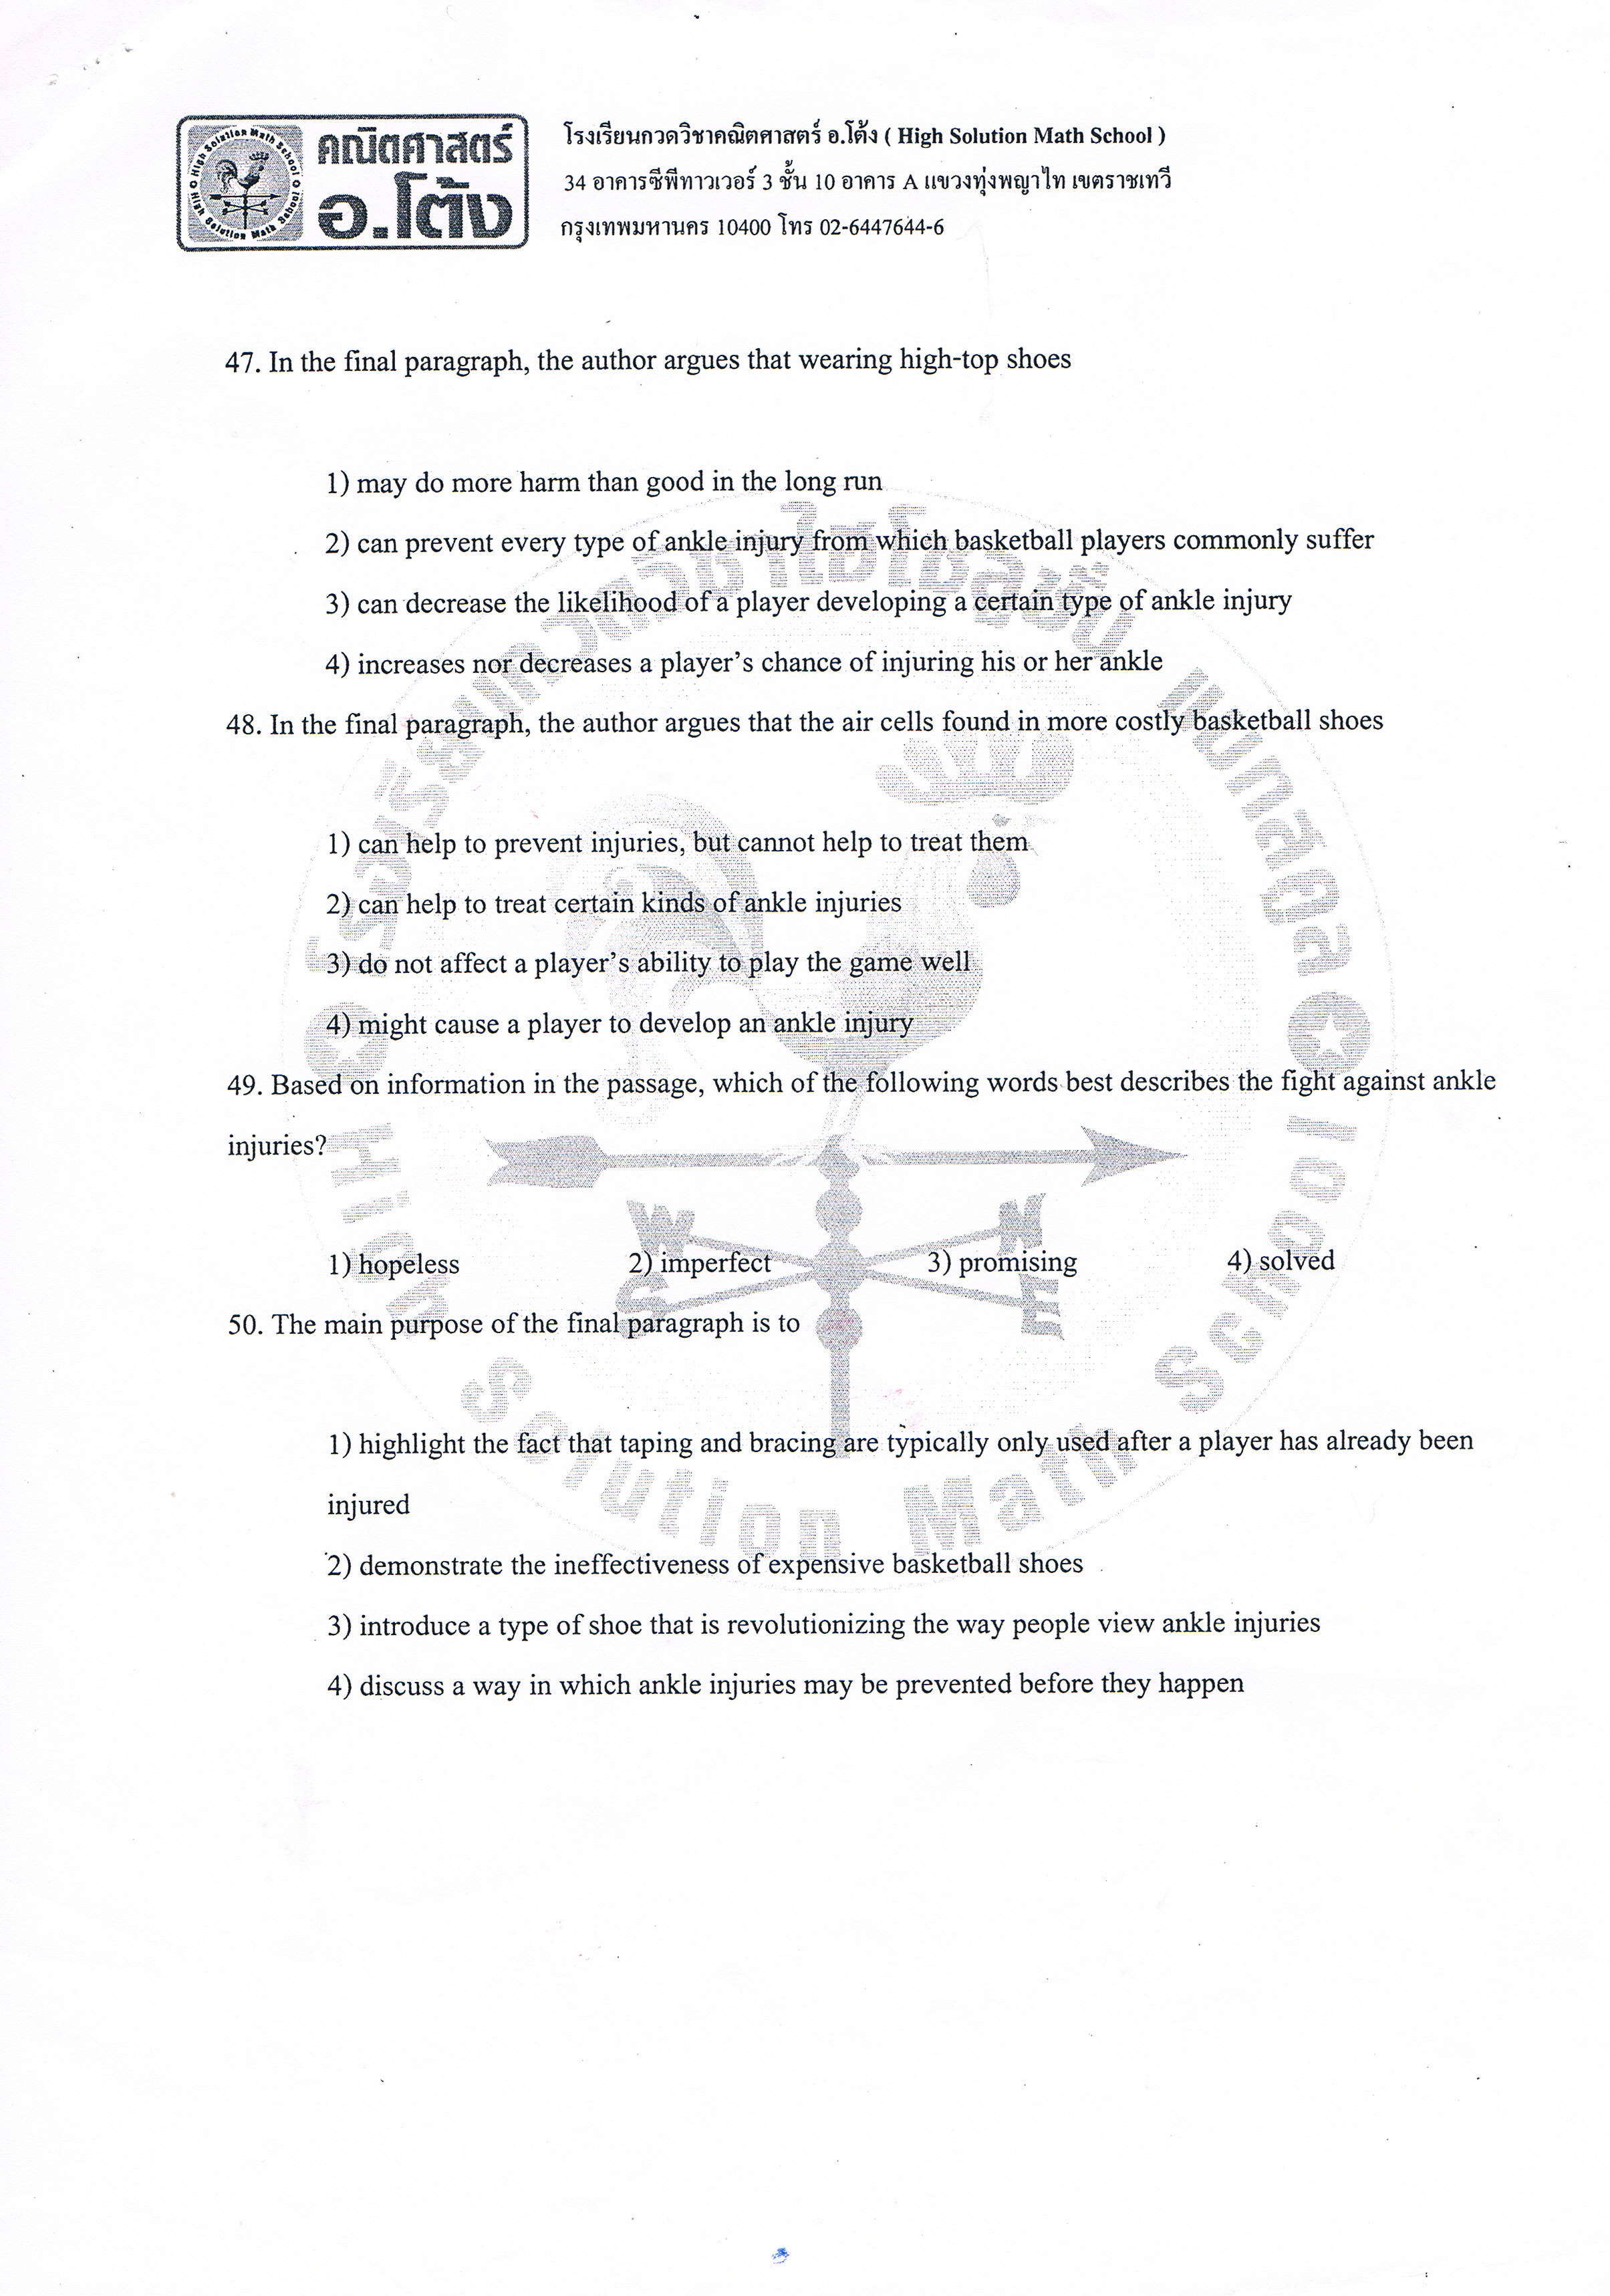 คณิตศาสตร์
อ.โต้ง
High Solution Math School
High Solution Math School
โรงเรียนกวดวิชาคณิตศาสตร์ อ.โต้ง ( High Solution Math School )
34 อาคารซีพีทาวเวอร์ 3 ชั้น 10 อาคาร A แขวงทุ่งพญาไท เขตราชเทวี
กรุงเทพมหานคร 10400 โทร 02-6447644-6
47. In the final paragraph, the author argues that wearing high-top shoes
1) may do more harm than good in the long run
2) can prevent every type of ankle injury from which basketball players commonly suffer
3) can decrease the likelihood of a player developing a certain type of ankle injury
4) increases nor decreases a player's chance of injuring his or her ankle
48. In the final paragraph, the author argues that the air cells found in more costly basketball shoes
1) can help to prevent injuries, but cannot help to treat them
2) can help to treat certain kinds of ankle injuries
3) do not affect a player's ability to play the game well
4) might cause a player to develop an ankle injury
49. Based on information in the passage, which of the following words best describes the fight against ankle
injuries?
1) hopeless 2) imperfect 3) promising 4) solved
50. The main purpose of the final paragraph is to
1) highlight the fact that taping and bracing are typically only used after a player has already been
injured
2) demonstrate the ineffectiveness of expensive basketball shoes
3) introduce a type of shoe that is revolutionizing the way people view ankle injuries
4) discuss a way in which ankle injuries may be prevented before they happen